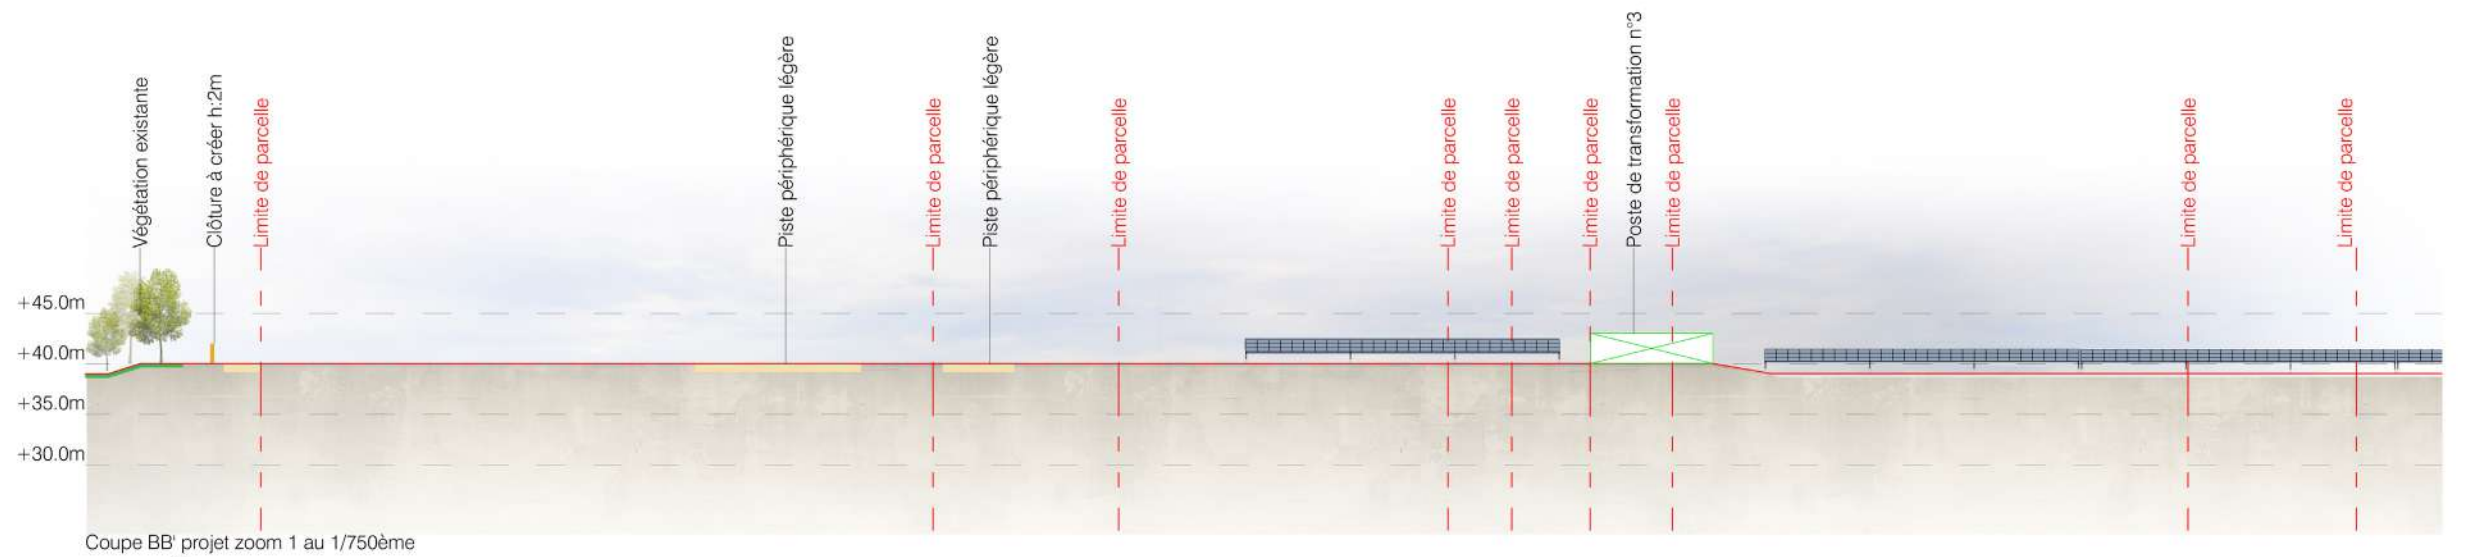 Végétation existante
Clôture à créer h:2m
Limite de parcelle
Piste périphérique légère
Limite de parcelle
Piste périphérique légère
Limite de parcelle
Limite de parcelle
Limite de parcelle
Limite de parcelle
Poste de transformation n°3
Limite de parcelle
Limite de parcelle
Limite de parcelle
+45.0m
+40.0m
+35.0m
+30.0m
Coupe BB' projet zoom 1 au 1/750ème